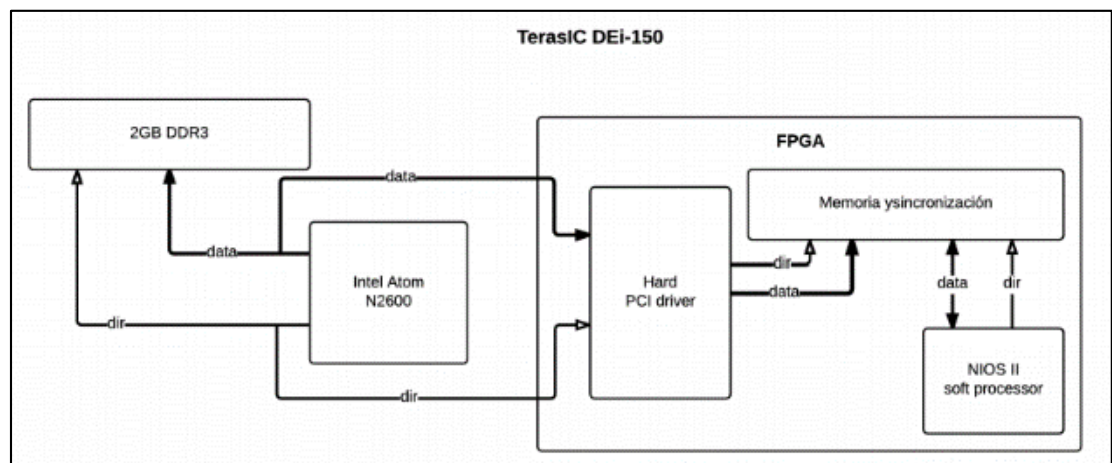 TerasIC DEi-150
2GB DDR3
FPGA
data
Memoria ysincronización
data
Intel Atom
N2600
Hard
PCI driver
dir
data
data
dir
dir
NIOS II
soft processor
dir